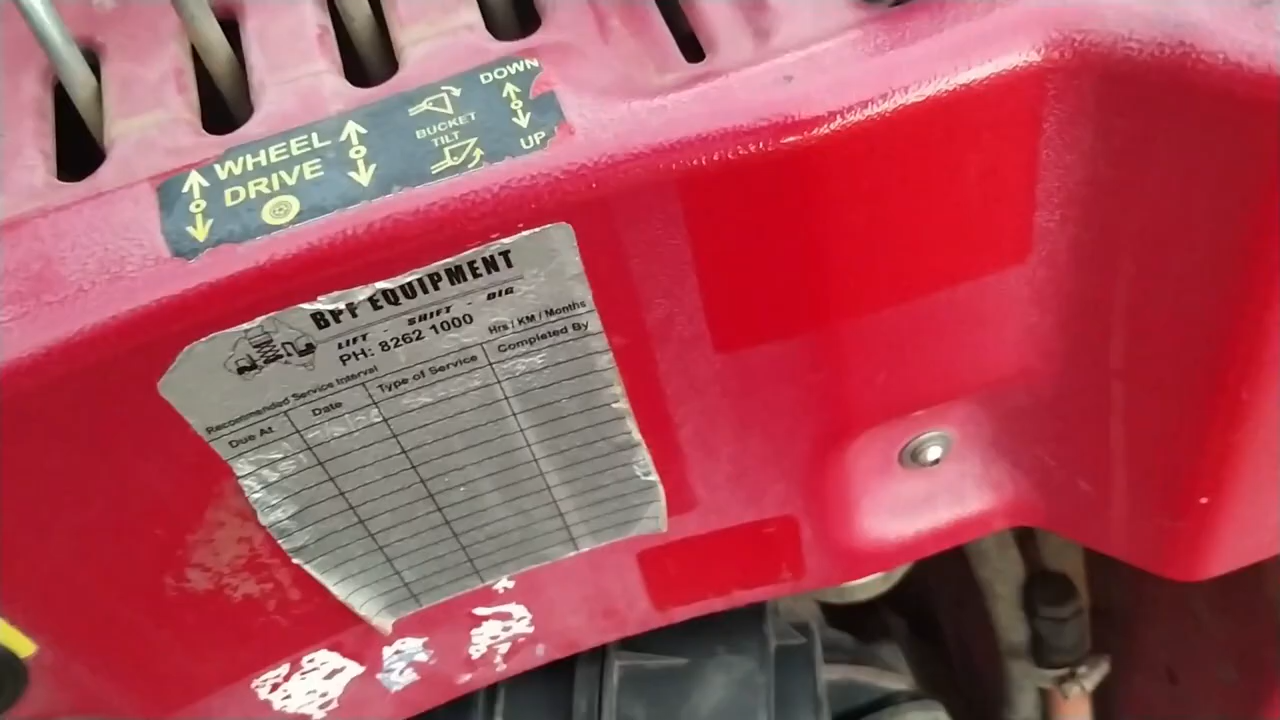 WHEEL
DRIVE
BUCKET
TILT
DOWN
UP
BPF EQUIPMENT
LIFT - SHIFT - DIG
PH: 8262 1000
Recommended Service Interval
Hrs / KM / Months
Due At
Date
Type of Service
Completed By